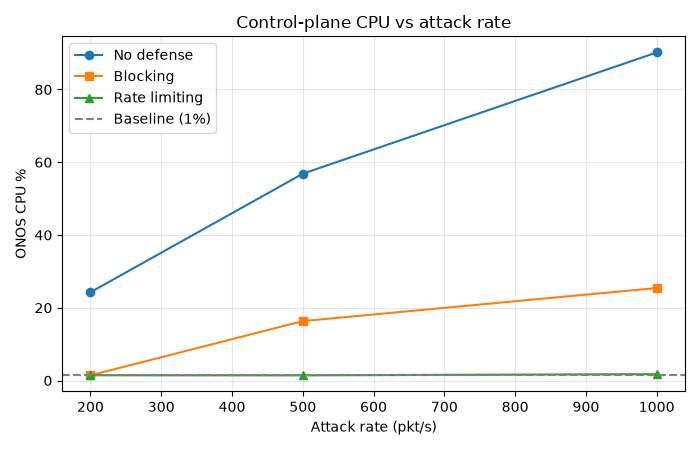 Control-plane CPU vs attack rate
No defense
Blocking
Rate limiting
Baseline (1%)
80
60
40
20
0
ONOS CPU %
200 300 400 500 600 700 800 900 1000
Attack rate (pkt/s)